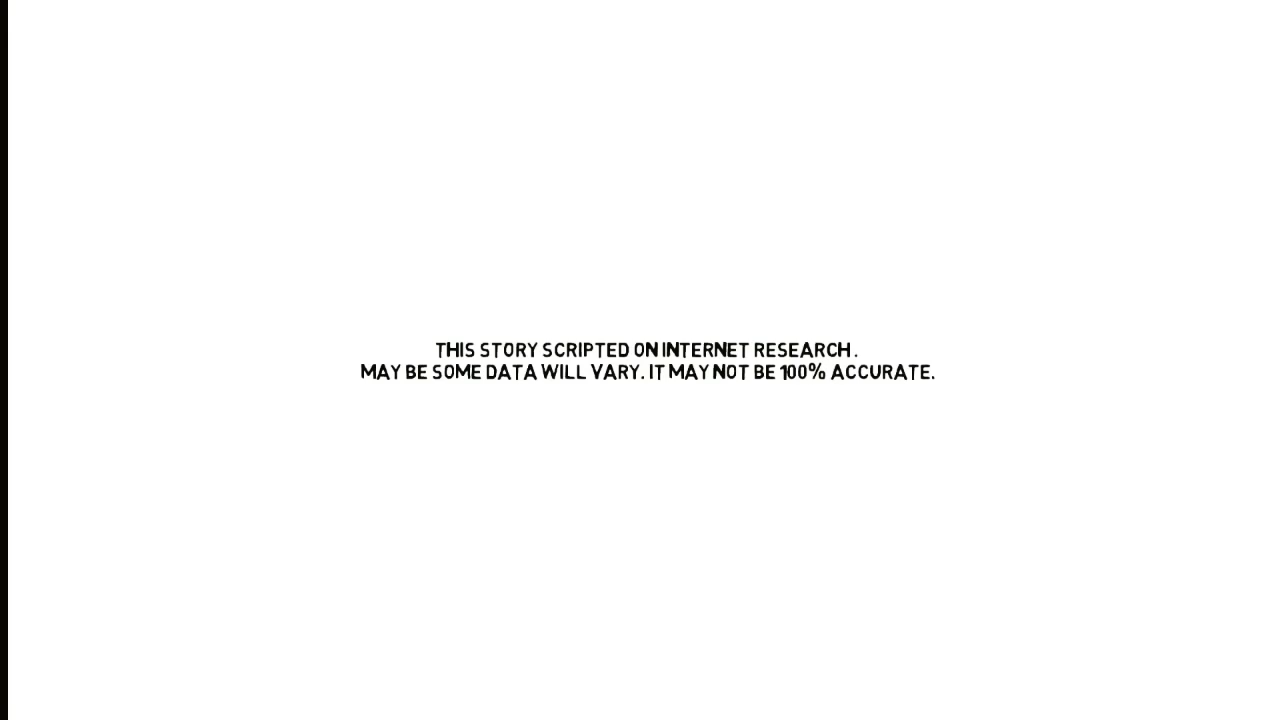 THIS STORY SCRIPTED ON INTERNET RESEARCH.
MAY BE SOME DATA WILL VARY. IT MAY NOT BE 100% ACCURATE.